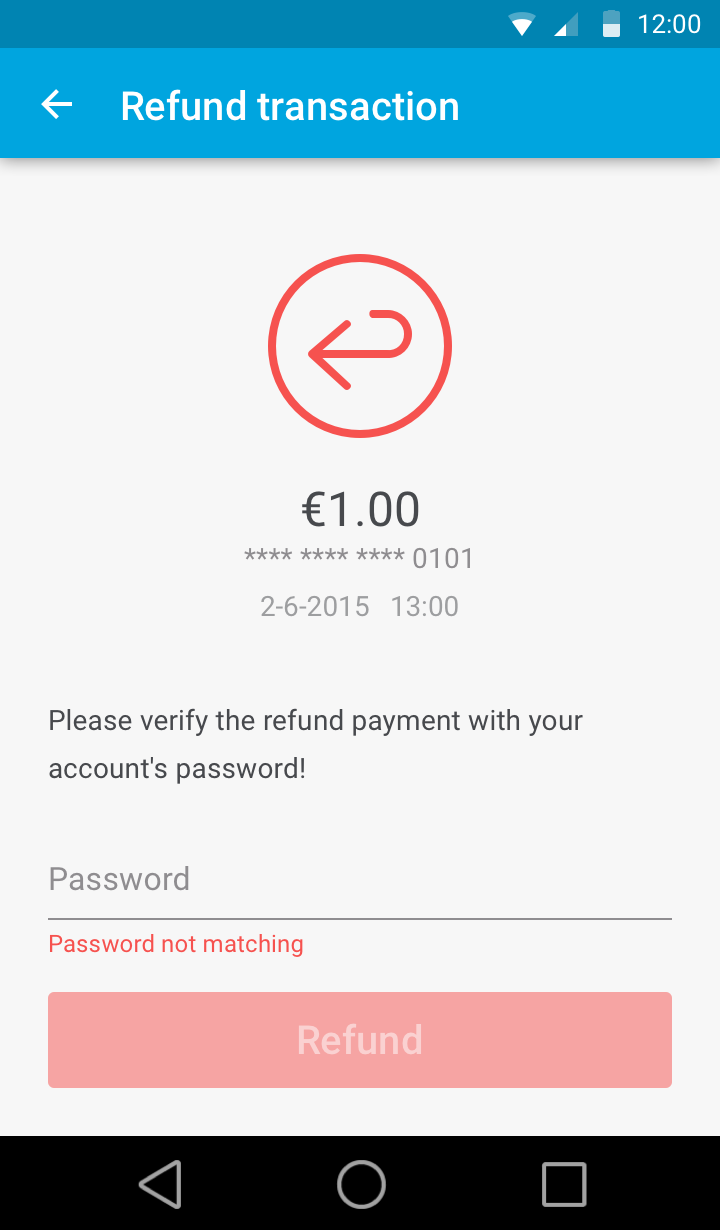 12:00
Refund transaction
€1.00
**** **** **** 0101
2-6-2015 13:00
Please verify the refund payment with your
account's password!
Password
Password not matching
Refund